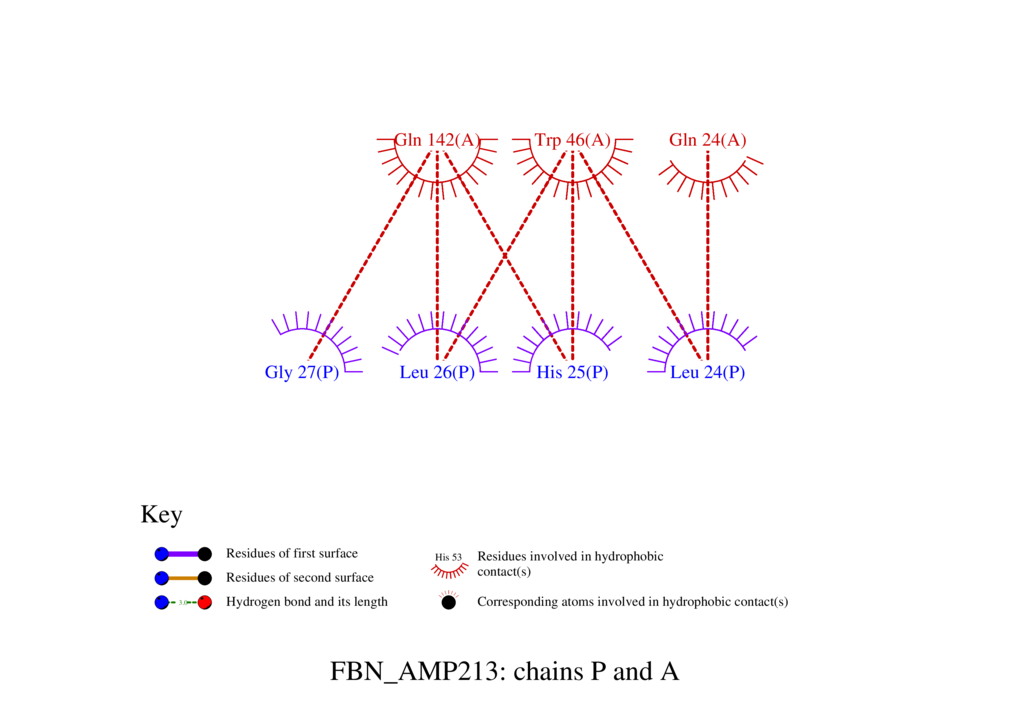 Gln 142(A) Trp 46(A) Gln 24(A)
Gly 27(P) Leu 26(P) His 25(P) Leu 24(P)
Key
Residues of first surface
Residues of second surface
3.0
Hydrogen bond and its length
His 53
Residues involved in hydrophobic
contact(s)
Corresponding atoms involved in hydrophobic contact(s)
FBN_AMP213: chains P and A